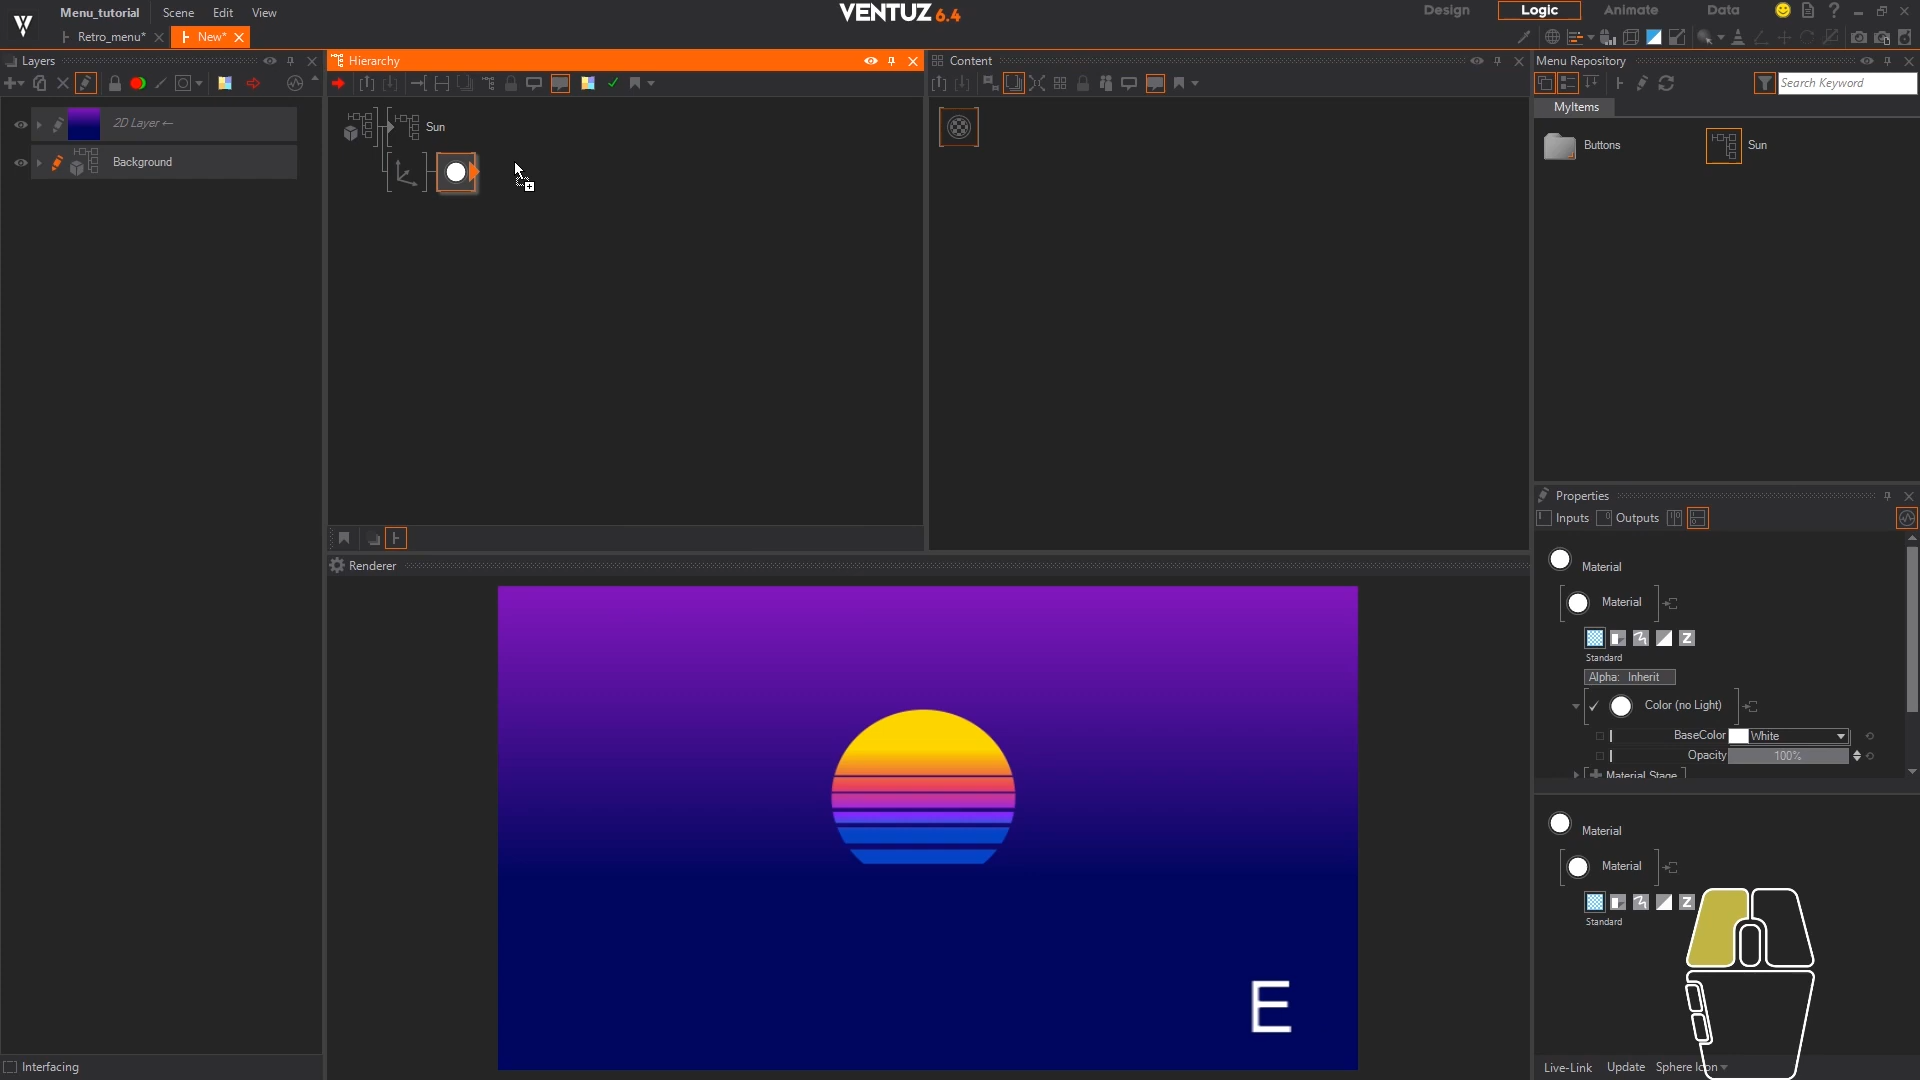 Menu_tutorial Scene Edit View
VENTUZ 6.4
Design Logic Animate Data
Retro_menu* New*
Layers
2D Layer
Background
Interfacing
Hierarchy
Sun
Content
Renderer
E
Menu Repository
Search Keyword
MyItems
Buttons Sun
Properties
Inputs Outputs
Material
Material
Z
Standard
Alpha: Inherit
Color (no Light)
BaseColor White
Opacity 100%
Material Stage
Material
Material
Z
Standard
Live-Link Update Sphere Icon